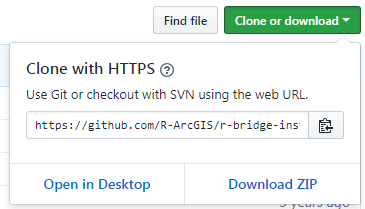 Find file
Clone or download
Clone with HTTPS
Use Git or checkout with SVN using the web URL.
https://github.com/R-ArcGIS/r-bridge-ins
Open in Desktop
Download ZIP
years ago